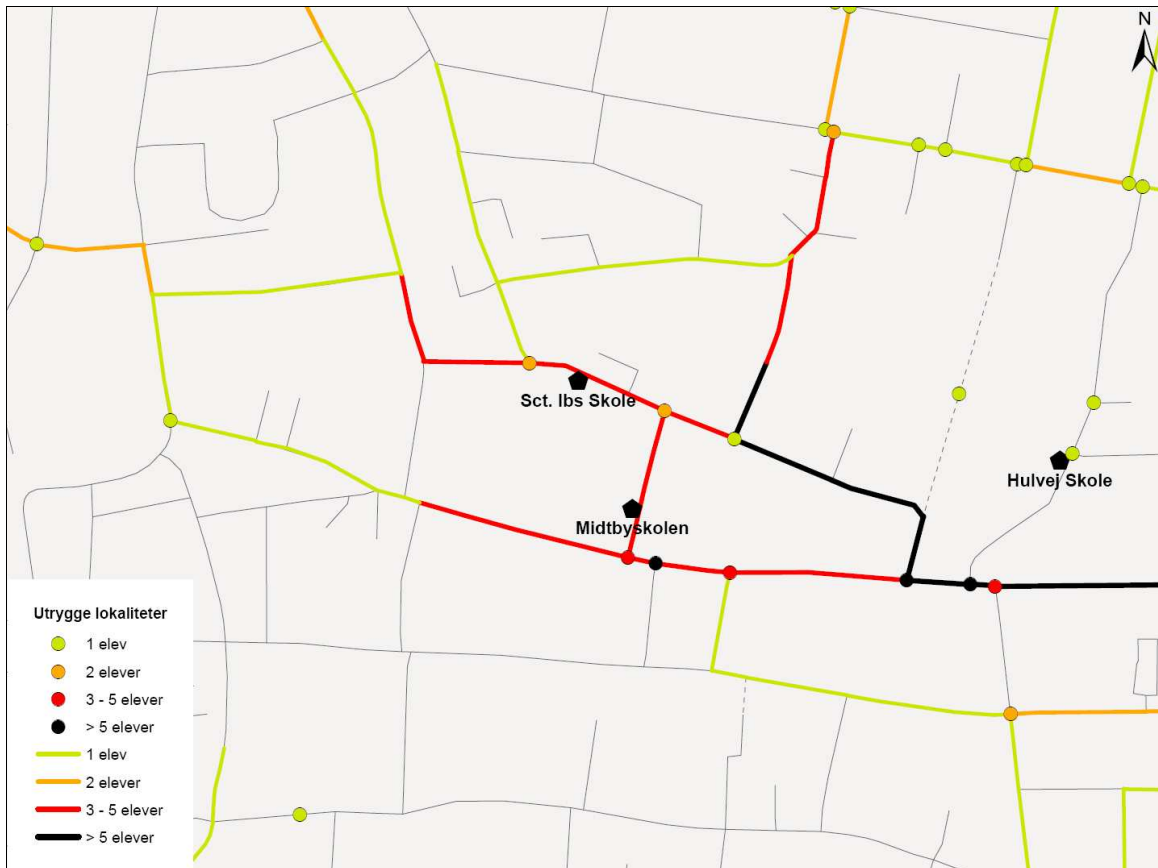 N
Sct. Ibs Skole
Hulvej Skole
Midtbyskolen
Utrygge lokaliteter
1 elev
2 elever
3 - 5 elever
> 5 elever
1 elev
2 elever
3 - 5 elever
> 5 elever